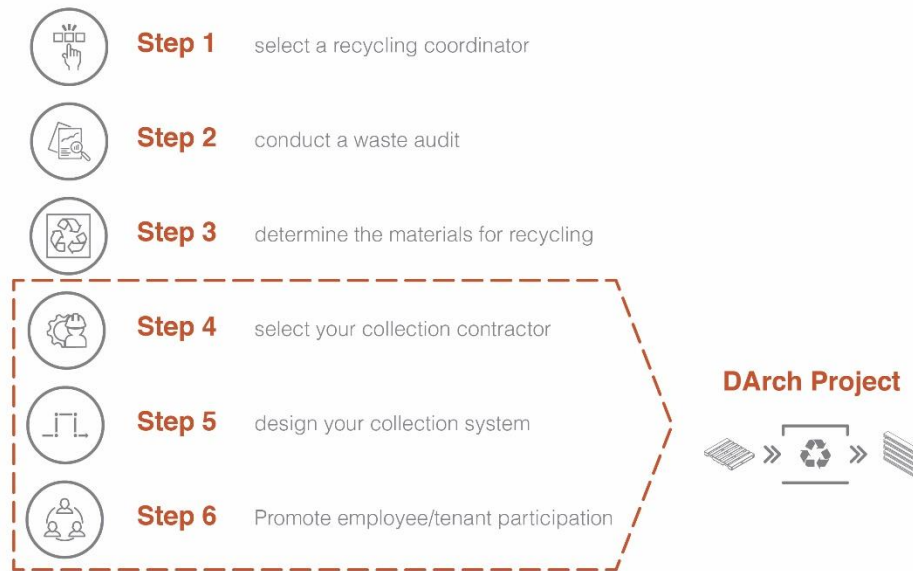 Step 1 select a recycling coordinator
Step 2 conduct a waste audit
Step 3 determine the materials for recycling
Step 4 select your collection contractor
Step 5 design your collection system
Step 6 Promote employee/tenant participation
DArch Project